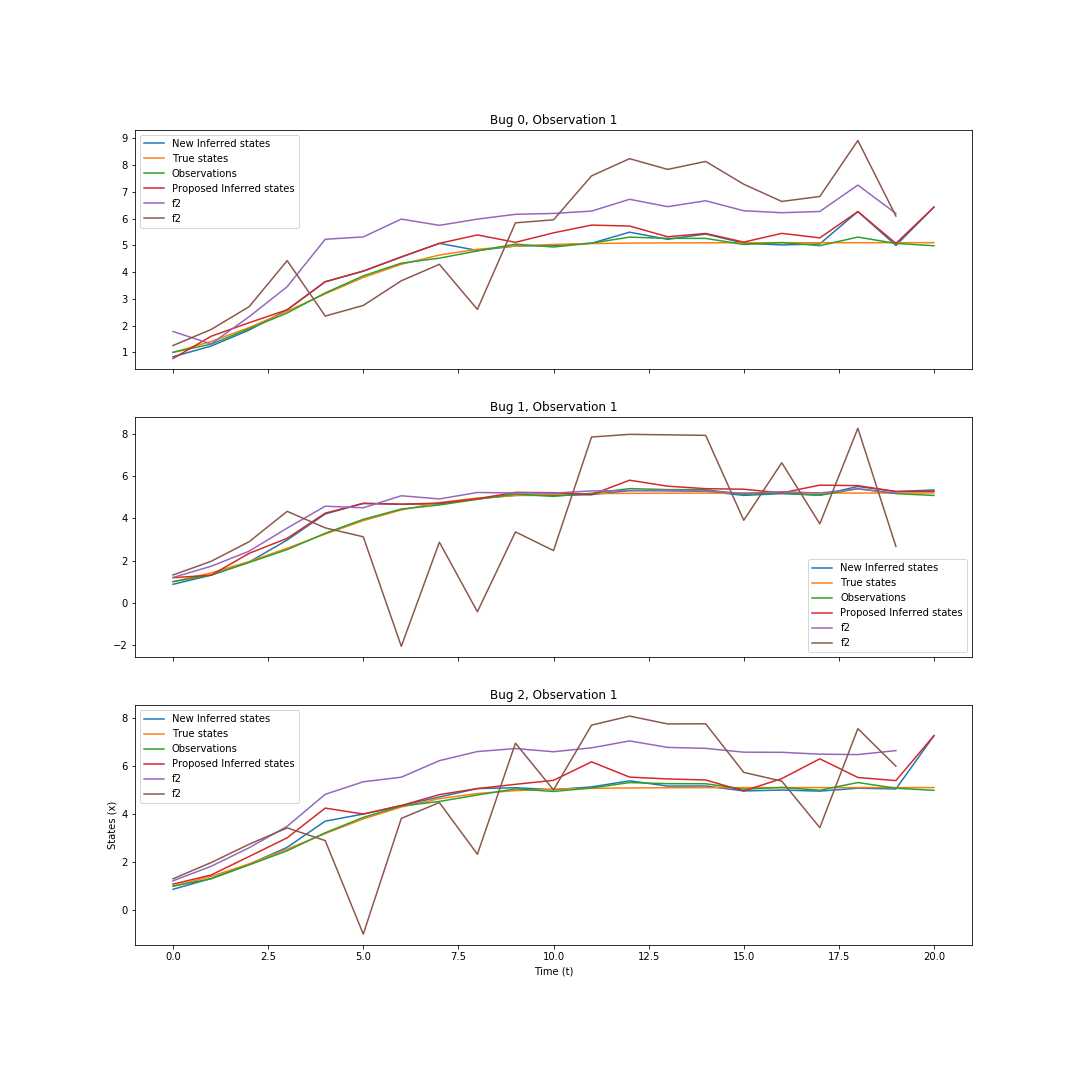 Bug 0, Observation 1
9
8
7
6
5
4
3
2
1
New Inferred states
True states
Observations
Proposed Inferred states
f2
f2
Bug 1, Observation 1
8
6
4
2
0
−2
New Inferred states
True states
Observations
Proposed Inferred states
f2
f2
Bug 2, Observation 1
8
6
4
2
0
States (x)
New Inferred states
True states
Observations
Proposed Inferred states
f2
f2
0.0 2.5 5.0 7.5 10.0 12.5 15.0 17.5 20.0
Time (t)